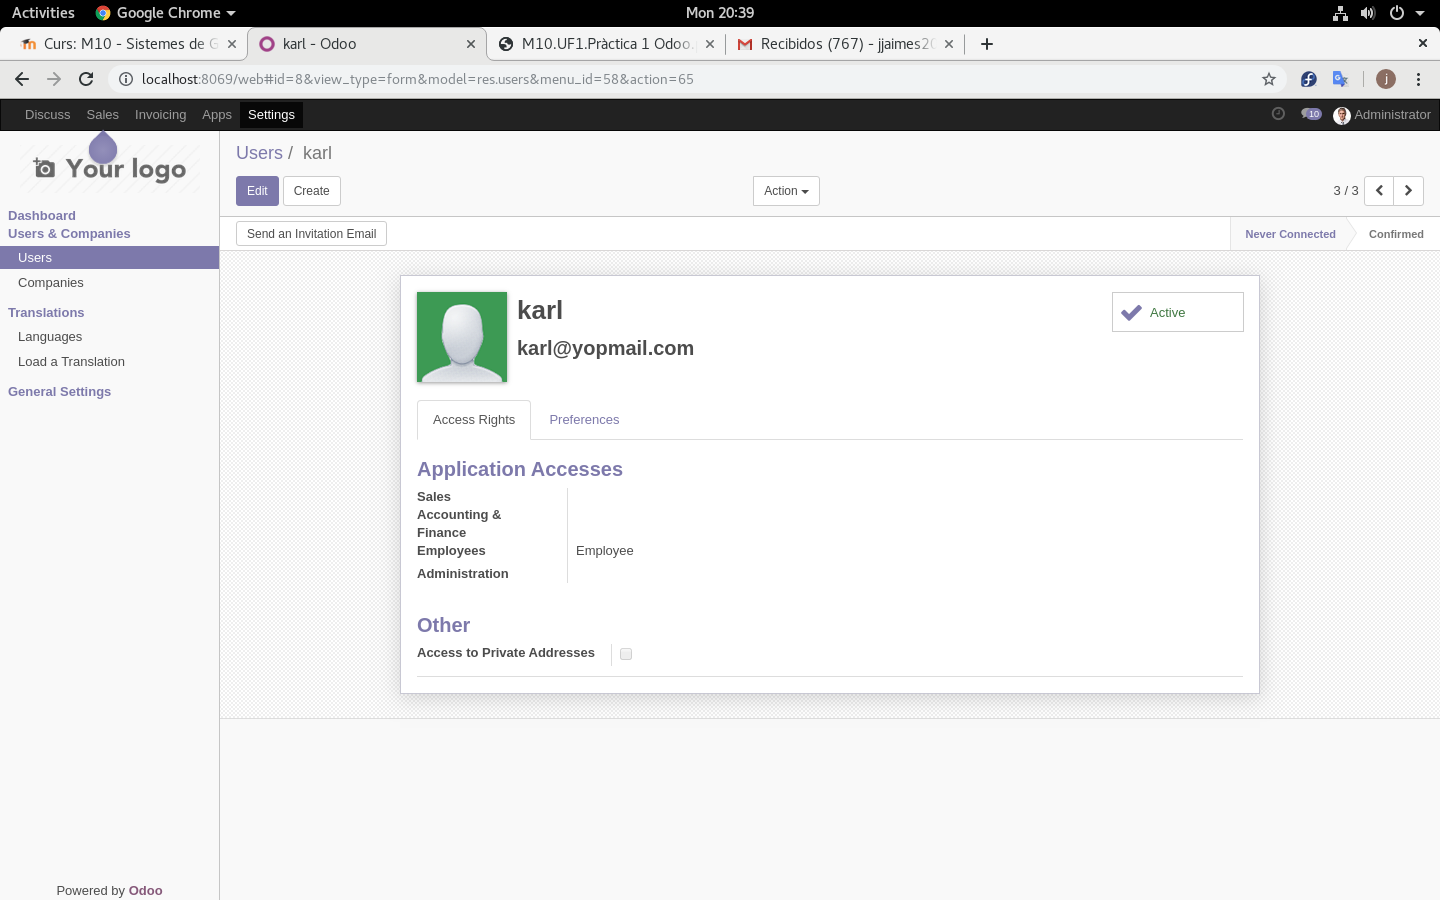 Activities Google Chrome Mon 20:39
Curs: M10 - Sistemes de G karl - Odoo M10.UF1.Pràctica 1 Odoo. Recibidos (767) - jjaimes20
localhost:8069/web#id=8&view_type=form&model=res.users&menu_id=58&action=65 j
Discuss Sales Invoicing Apps Settings 10 Administrator
Your logo
Users / karl
Edit Create Action 3 / 3
Dashboard
Users & Companies
Users
Companies
Translations
Languages
Load a Translation
General Settings
Send an Invitation Email Never Connected Confirmed
karl
Active
karl@yopmail.com
Access Rights Preferences
Application Accesses
Sales
Accounting &
Finance
Employees Employee
Administration
Other
Access to Private Addresses
Powered by Odoo